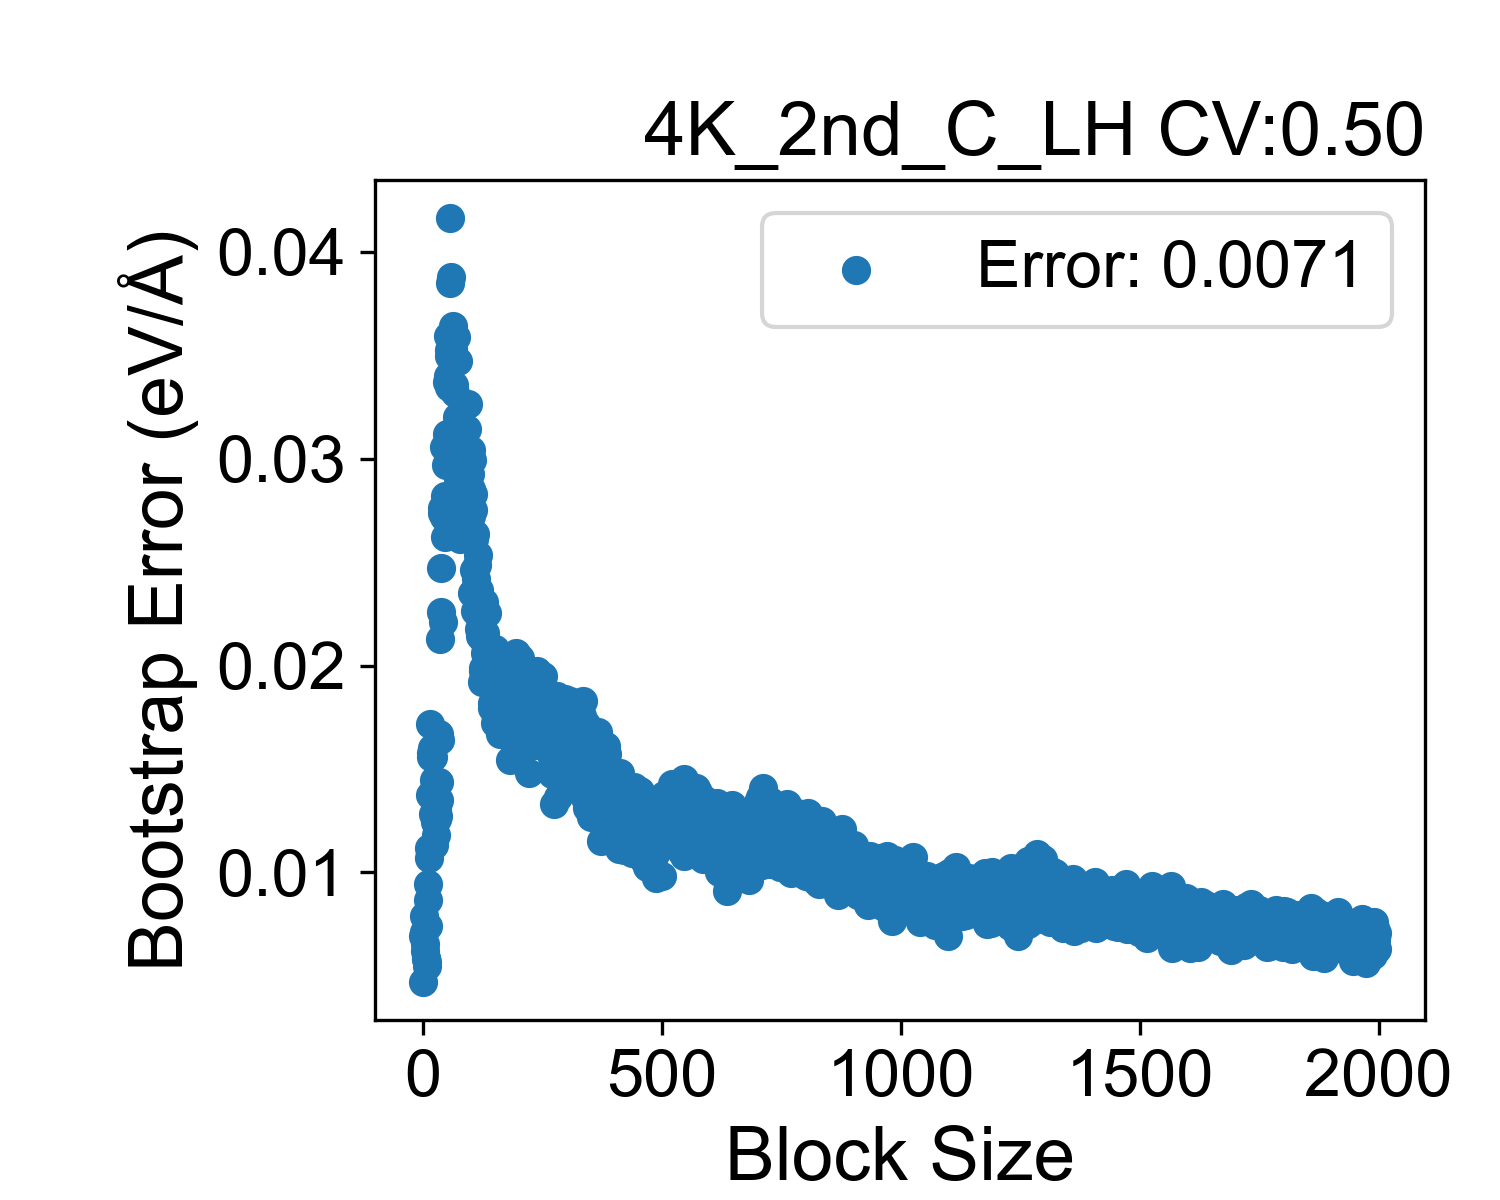 4K_2nd_C_LH CV:0.50
Error: 0.0071
Bootstrap Error (eV/Å)
0.04
0.03
0.02
0.01
0 500 1000 1500 2000
Block Size